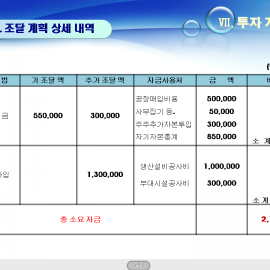 Ⅶ. 투자 계
. 조달 계획 상세 내역
법 기 조달 액 추가 조달 액 자금사용처 금 액
공장매입비용 500,000
사무집기 등. 50,000
금 550,000 300,000 주주추가자본투입 300,000
자기자본총계 850,000
소 계
생산설비공사비 1,000,000
입 1,300,000
부대시설공사비 300,000
소 계
총 소요 자금 2,